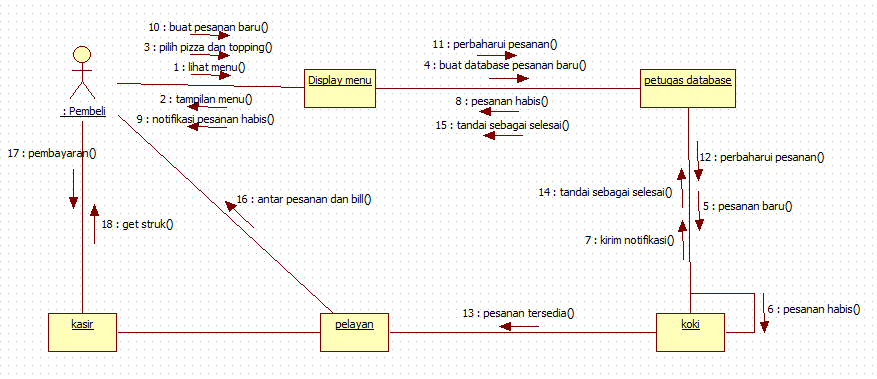 10 : buat pesanan baru()
3 : pilih pizza dan topping()
1 : lihat menu()
11 : perbaharui pesanan()
4 : buat database pesanan baru()
: Pembeli
Display menu
petugas database
2 : tampilan menu()
9 : notifikasi pesanan habis()
8 : pesanan habis()
15 : tandai sebagai selesai()
17 : pembayaran()
12 : perbaharui pesanan()
14 : tandai sebagai selesai()
16 : antar pesanan dan bill()
5 : pesanan baru()
18 : get struk()
7 : kirim notifikasi()
13 : pesanan tersedia()
6 : pesanan habis()
kasir
pelayan
koki